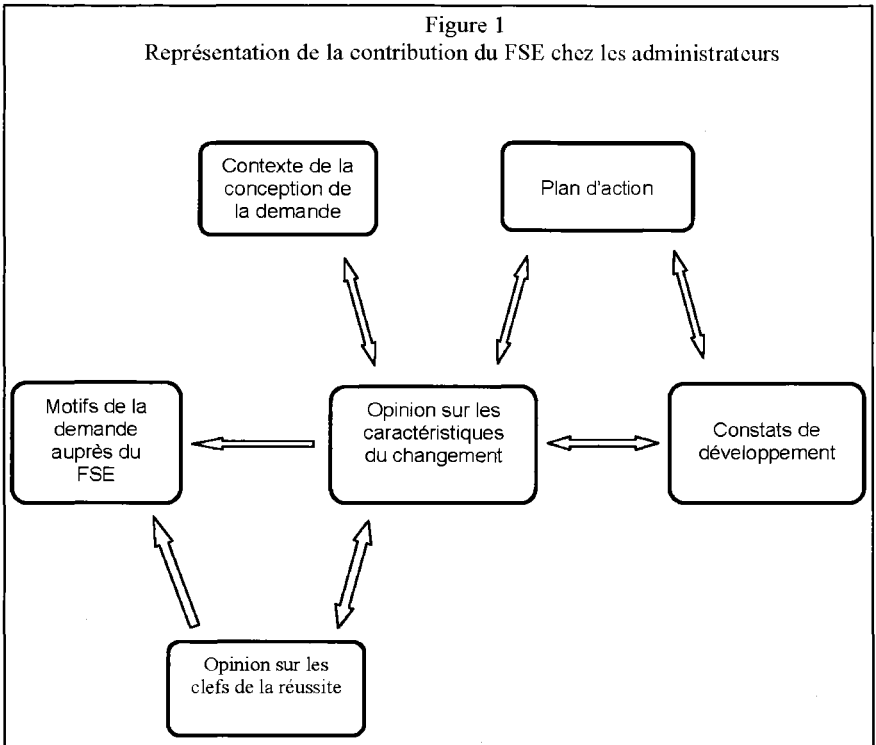 Figure 1
Représentation de la contribution du FSE chez les administrateurs
Contexte de la
conception de
la demande
Plan d'action
Motifs de la
demande
auprès du
FSE
Opinion sur les
caractéristiques
du changement
Constats de
développement
Opinion sur les
clefs de la réussite